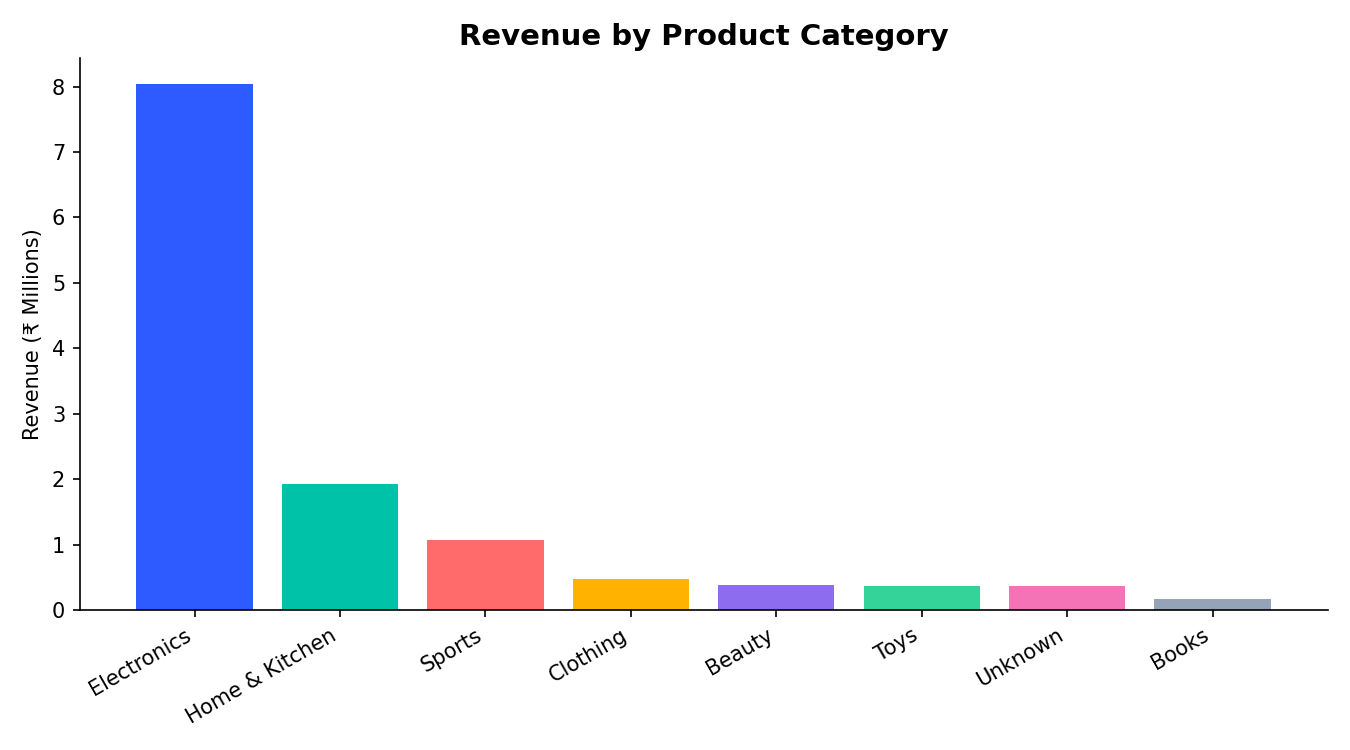 Revenue by Product Category
Revenue (₹ Millions)
8
7
6
5
4
3
2
1
0
Electronics
Home & Kitchen
Sports
Clothing
Beauty
Toys
Unknown
Books